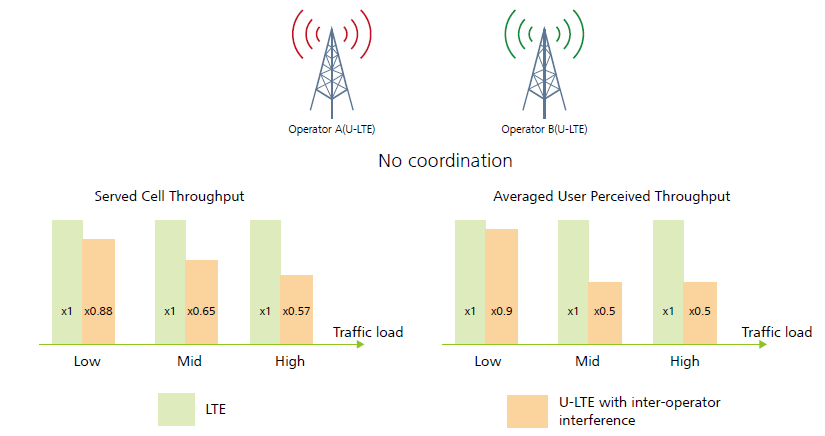 Operator A(U-LTE)
Operator B(U-LTE)
No coordination
Served Cell Throughput
x1
x0.88
x1
x0.65
x1
x0.57
Traffic load
Low
Mid
High
Averaged User Perceived Throughput
x1
x0.9
x1
x0.5
x1
x0.5
Traffic load
Low
Mid
High
LTE
U-LTE with inter-operator
interference